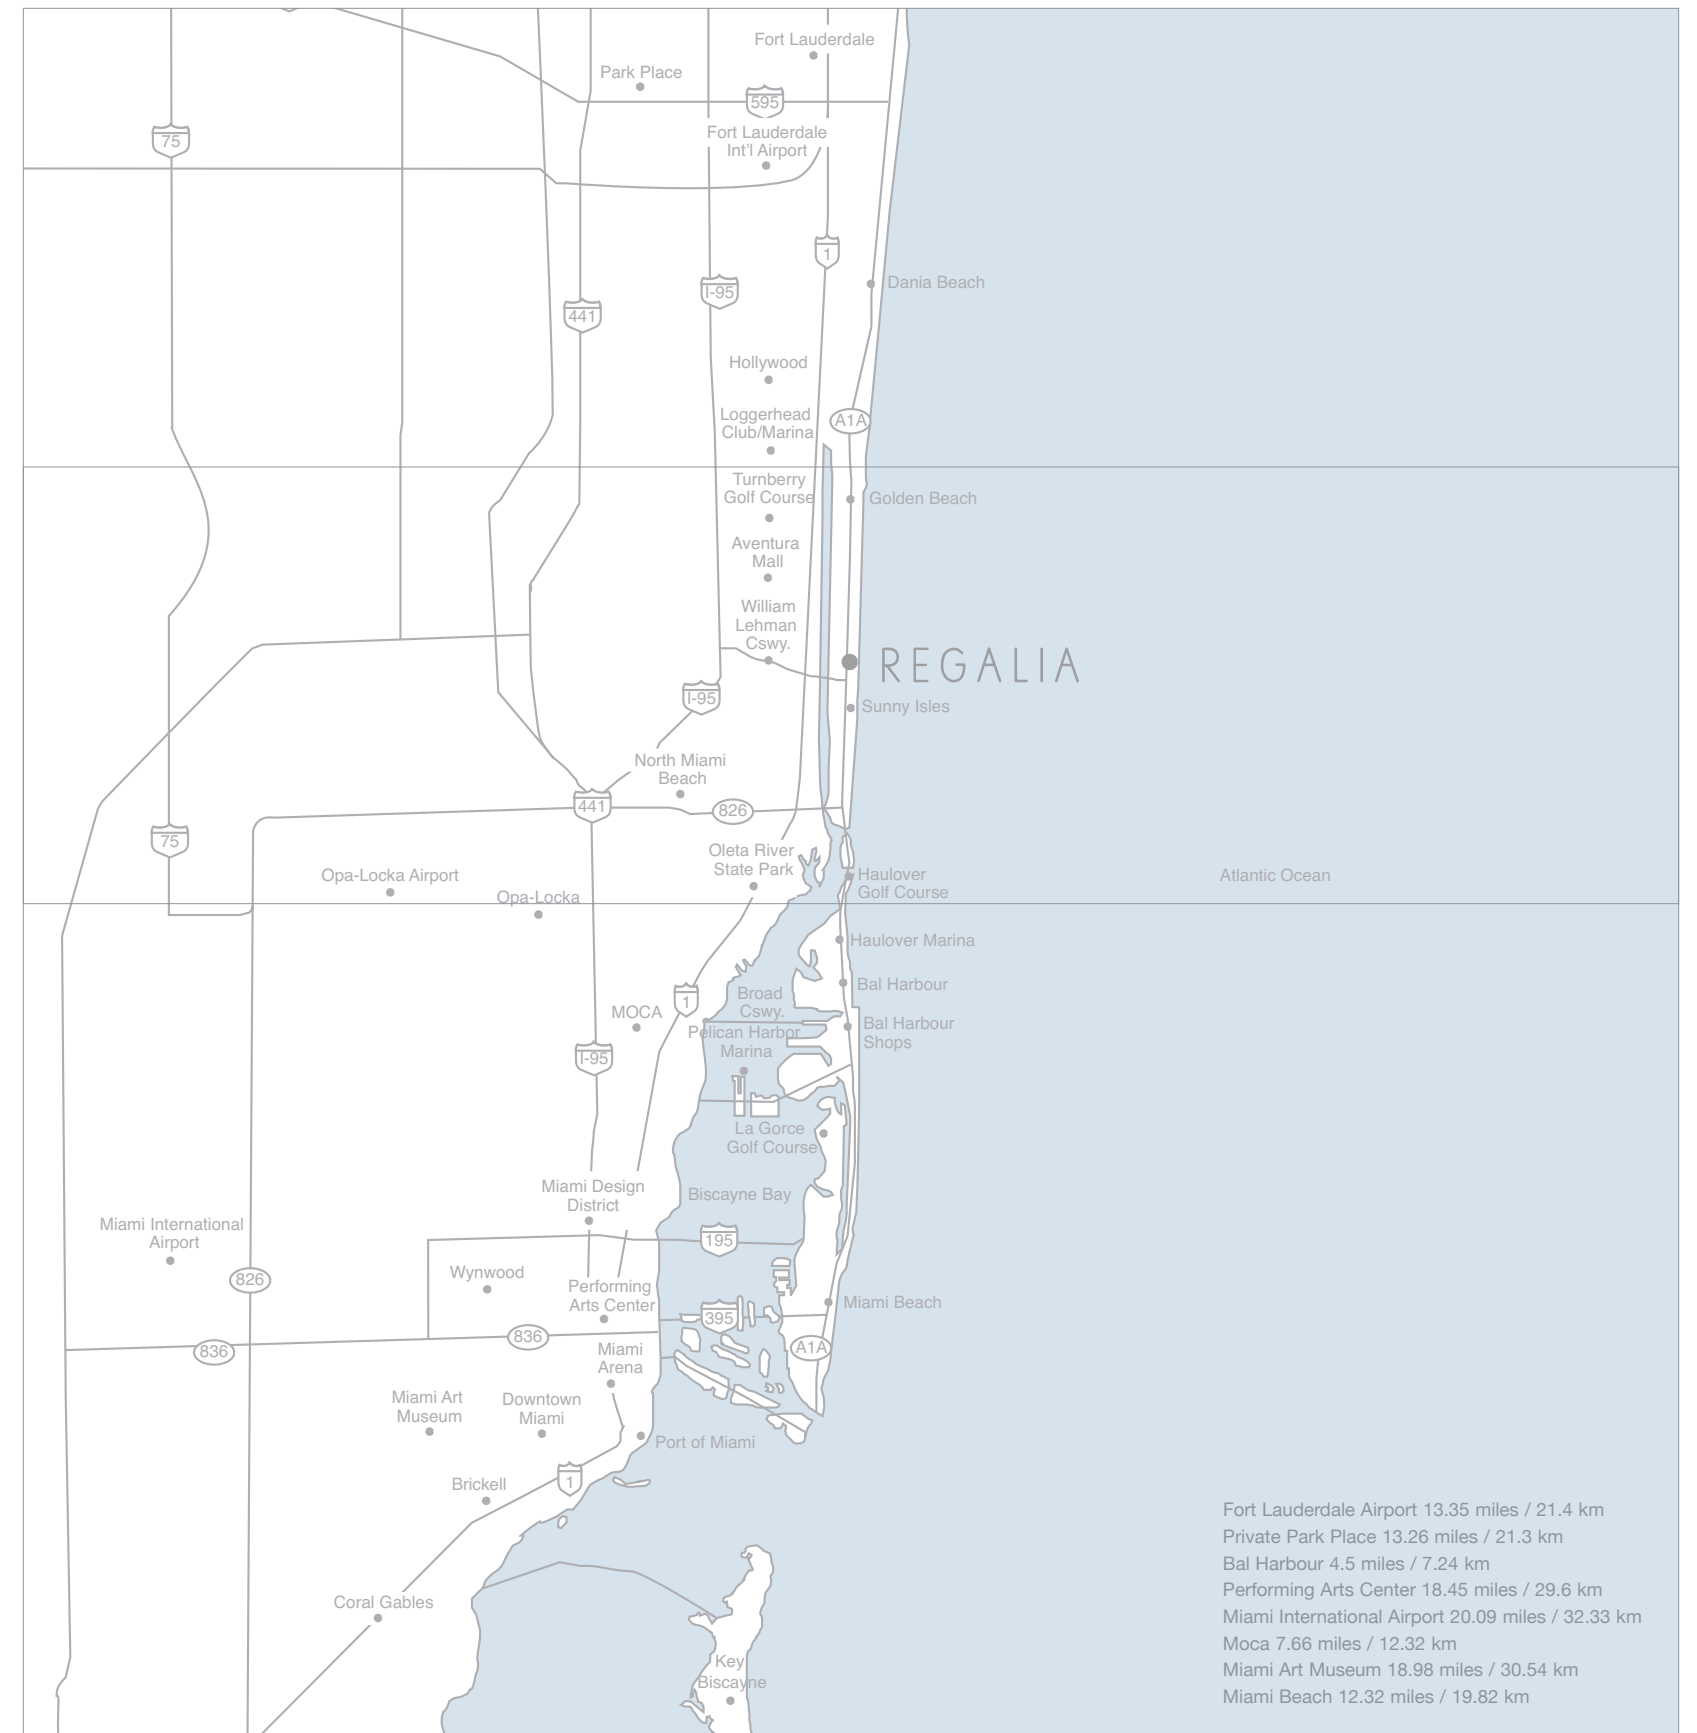 Fort Lauderdale
Park Place
595
Fort Lauderdale
Int'l Airport
75
1
Dania Beach
I-95
441
Hollywood
Loggerhead
Club/Marina
A1A
Turnberry
Golf Course
Golden Beach
Aventura
Mall
William
Lehman
Cswy.
REGALIA
I-95
Sunny Isles
North Miami
Beach
441
826
75
Oleta River
State Park
Opa-Locka Airport
Haulover
Golf Course
Atlantic Ocean
Opa-Locka
Haulover Marina
Bal Harbour
1
Broad
Cswy.
MOCA
Bal Harbour
Shops
Pelican Harbor
Marina
I-95
La Gorce
Golf Course
Miami Design
District
Biscayne Bay
Miami International
Airport
195
826
Wynwood
Performing
Arts Center
Miami Beach
395
836
836
A1A
Miami
Arena
Miami Art
Museum
Downtown
Miami
Port of Miami
1
Brickell
Coral Gables
Key
Biscayne
Fort Lauderdale Airport 13.35 miles / 21.4 km
Private Park Place 13.26 miles / 21.3 km
Bal Harbour 4.5 miles / 7.24 km
Performing Arts Center 18.45 miles / 29.6 km
Miami International Airport 20.09 miles / 32.33 km
Moca 7.66 miles / 12.32 km
Miami Art Museum 18.98 miles / 30.54 km
Miami Beach 12.32 miles / 19.82 km